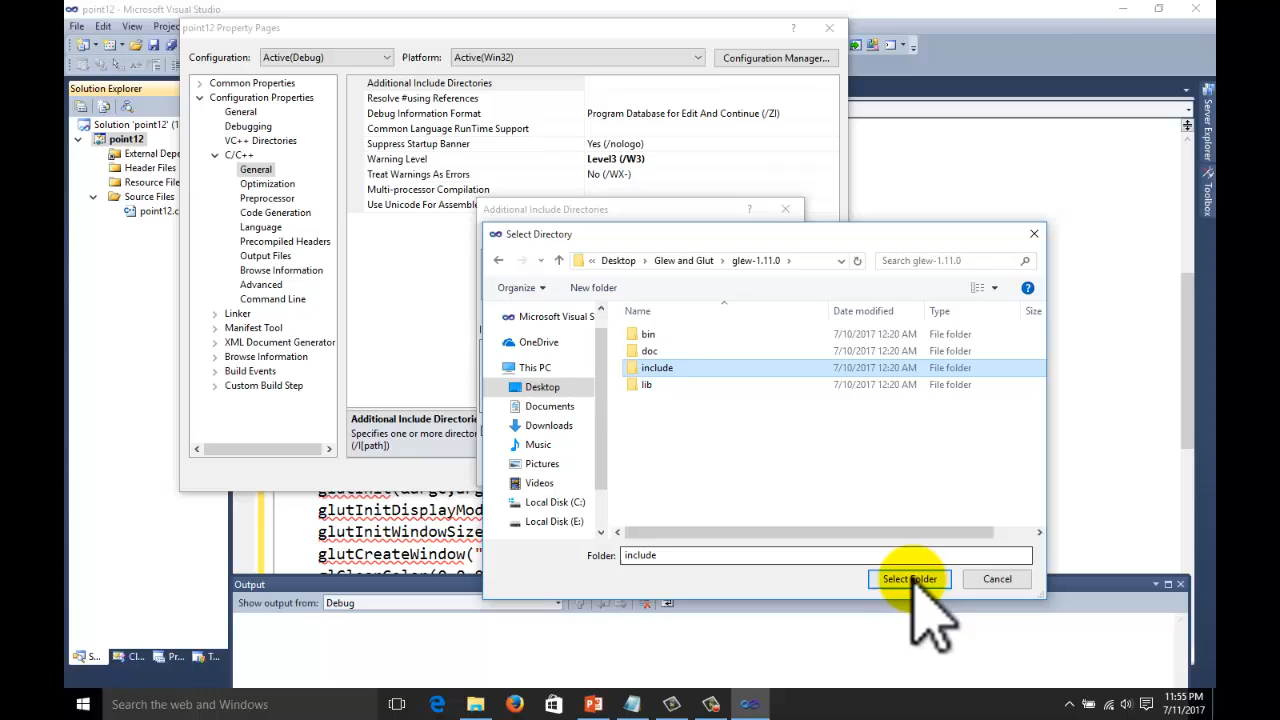 point12 - Microsoft Visual Studio
File Edit View Projec
point12 Property Pages
Configuration: Active(Debug) Platform: Active(Win32) Configuration Manager...
Solution Explorer
Solution 'point12' (1
point12
External Depe
Header Files
Resource File
Source Files
point12.c
Common Properties
Configuration Properties
General
Debugging
VC++ Directories
C/C++
General
Optimization
Preprocessor
Code Generation
Language
Precompiled Headers
Output Files
Browse Information
Advanced
Command Line
Linker
Manifest Tool
XML Document Generator
Browse Information
Build Events
Custom Build Step
Additional Include Directories
Resolve #using References
Debug Information Format Program Database for Edit And Continue (/ZI)
Common Language RunTime Support
Suppress Startup Banner Yes (/nologo)
Warning Level Level3 (/W3)
Treat Warnings As Errors No (/WX-)
Multi-processor Compilation
Use Unicode For Assemble
Additional Include Directorie
Specifies one or more director
(/I[path])
Additional Include Directories
Select Directory
« Desktop › Glew and Glut › glew-1.11.0 › Search glew-1.11.0
Organize New folder
Microsoft Visual S
OneDrive
This PC
Desktop
Documents
Downloads
Music
Pictures
Videos
Local Disk (C:)
Local Disk (E:)
Name Date modified Type Size
bin 7/10/2017 12:20 AM File folder
doc 7/10/2017 12:20 AM File folder
include 7/10/2017 12:20 AM File folder
lib 7/10/2017 12:20 AM File folder
Folder: include
Select Folder Cancel
Server Explorer
Toolbox
glutInitDisplayMod
glutInitWindowSize
glutCreateWindow("
Output
Show output from: Debug
S... Cl... Pr... T...
Search the web and Windows
11:55 PM
7/11/2017